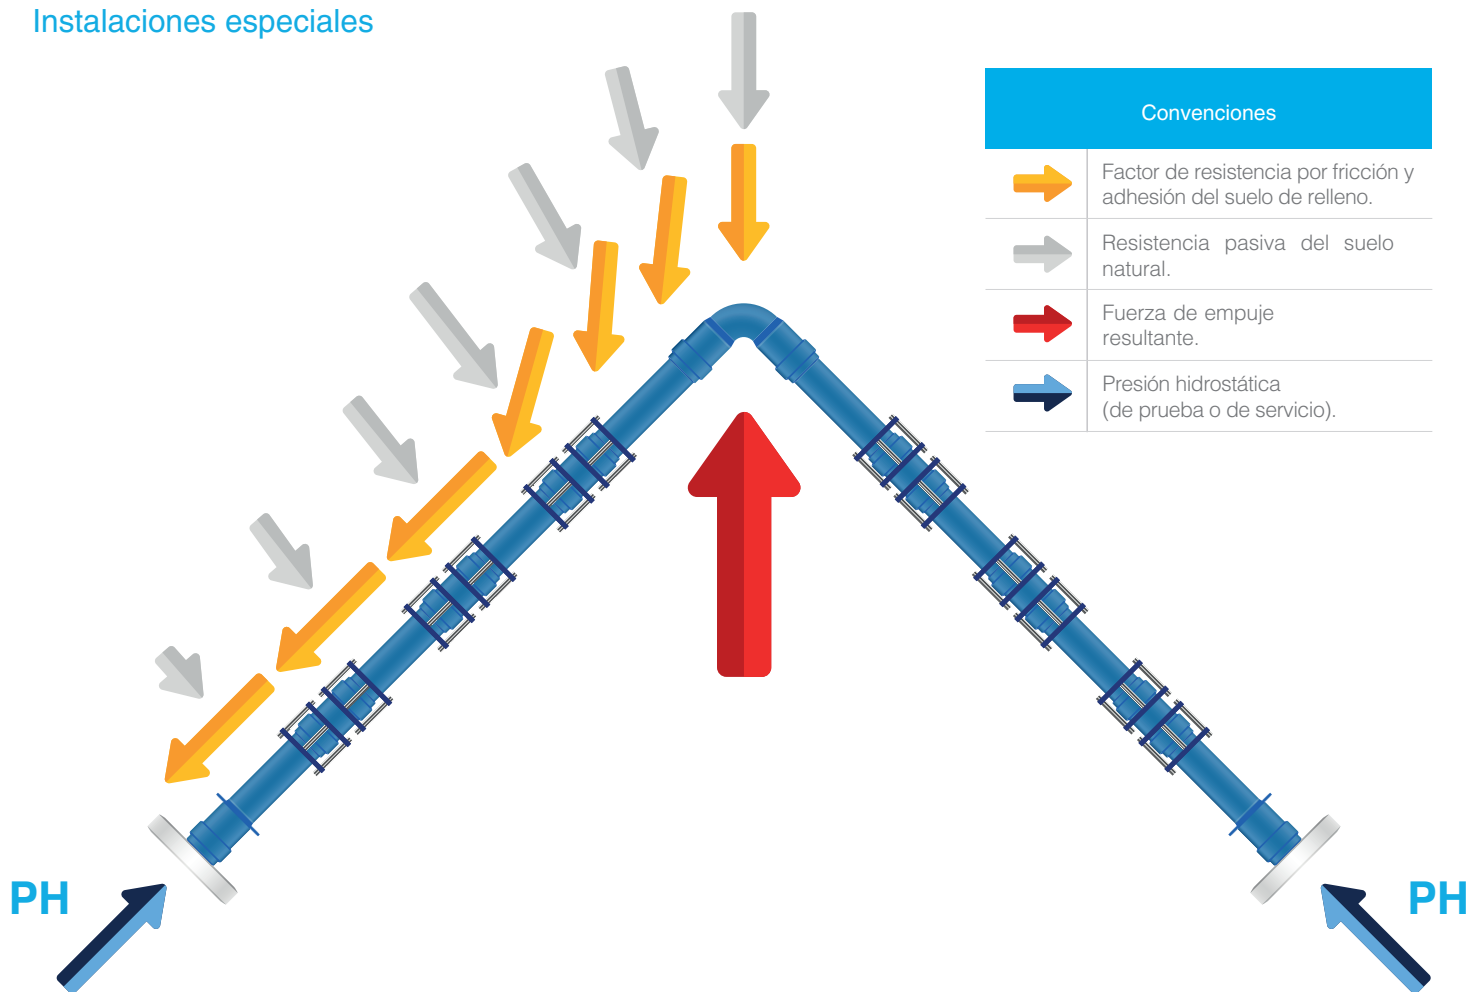 Instalaciones especiales
Convenciones
Factor de resistencia por fricción y
adhesión del suelo de relleno.
Resistencia pasiva del suelo
natural.
Fuerza de empuje
resultante.
Presión hidrostática
(de prueba o de servicio).
PH
PH